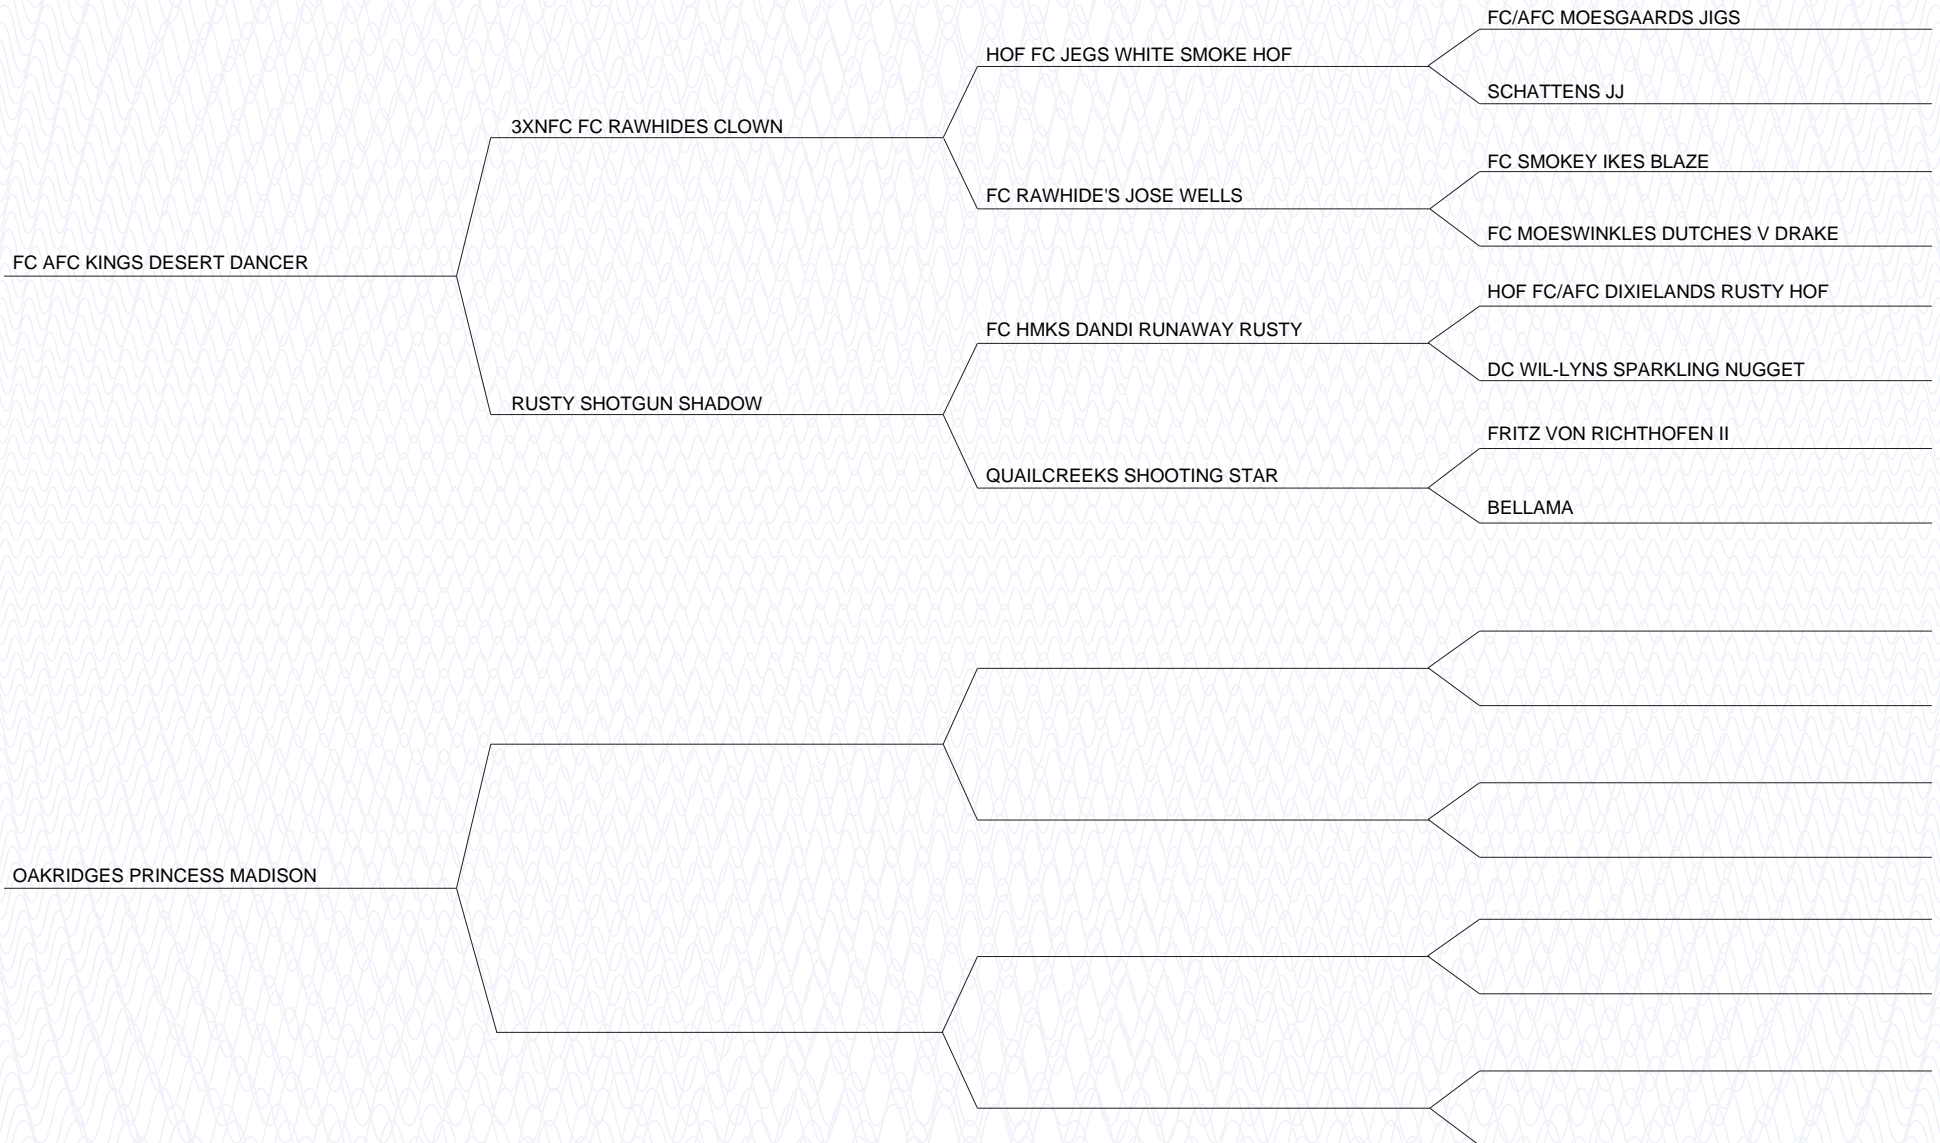 FC/AFC MOESGAARDS JIGS
HOF FC JEGS WHITE SMOKE HOF
SCHATTENS JJ
3XNFC FC RAWHIDES CLOWN
FC SMOKEY IKES BLAZE
FC RAWHIDE'S JOSE WELLS
FC MOESWINKLES DUTCHES V DRAKE
FC AFC KINGS DESERT DANCER
HOF FC/AFC DIXIELANDS RUSTY HOF
FC HMKS DANDI RUNAWAY RUSTY
DC WIL-LYNS SPARKLING NUGGET
RUSTY SHOTGUN SHADOW
FRITZ VON RICHTHOFEN II
QUAILCREEKS SHOOTING STAR
BELLAMA
OAKRIDGES PRINCESS MADISON